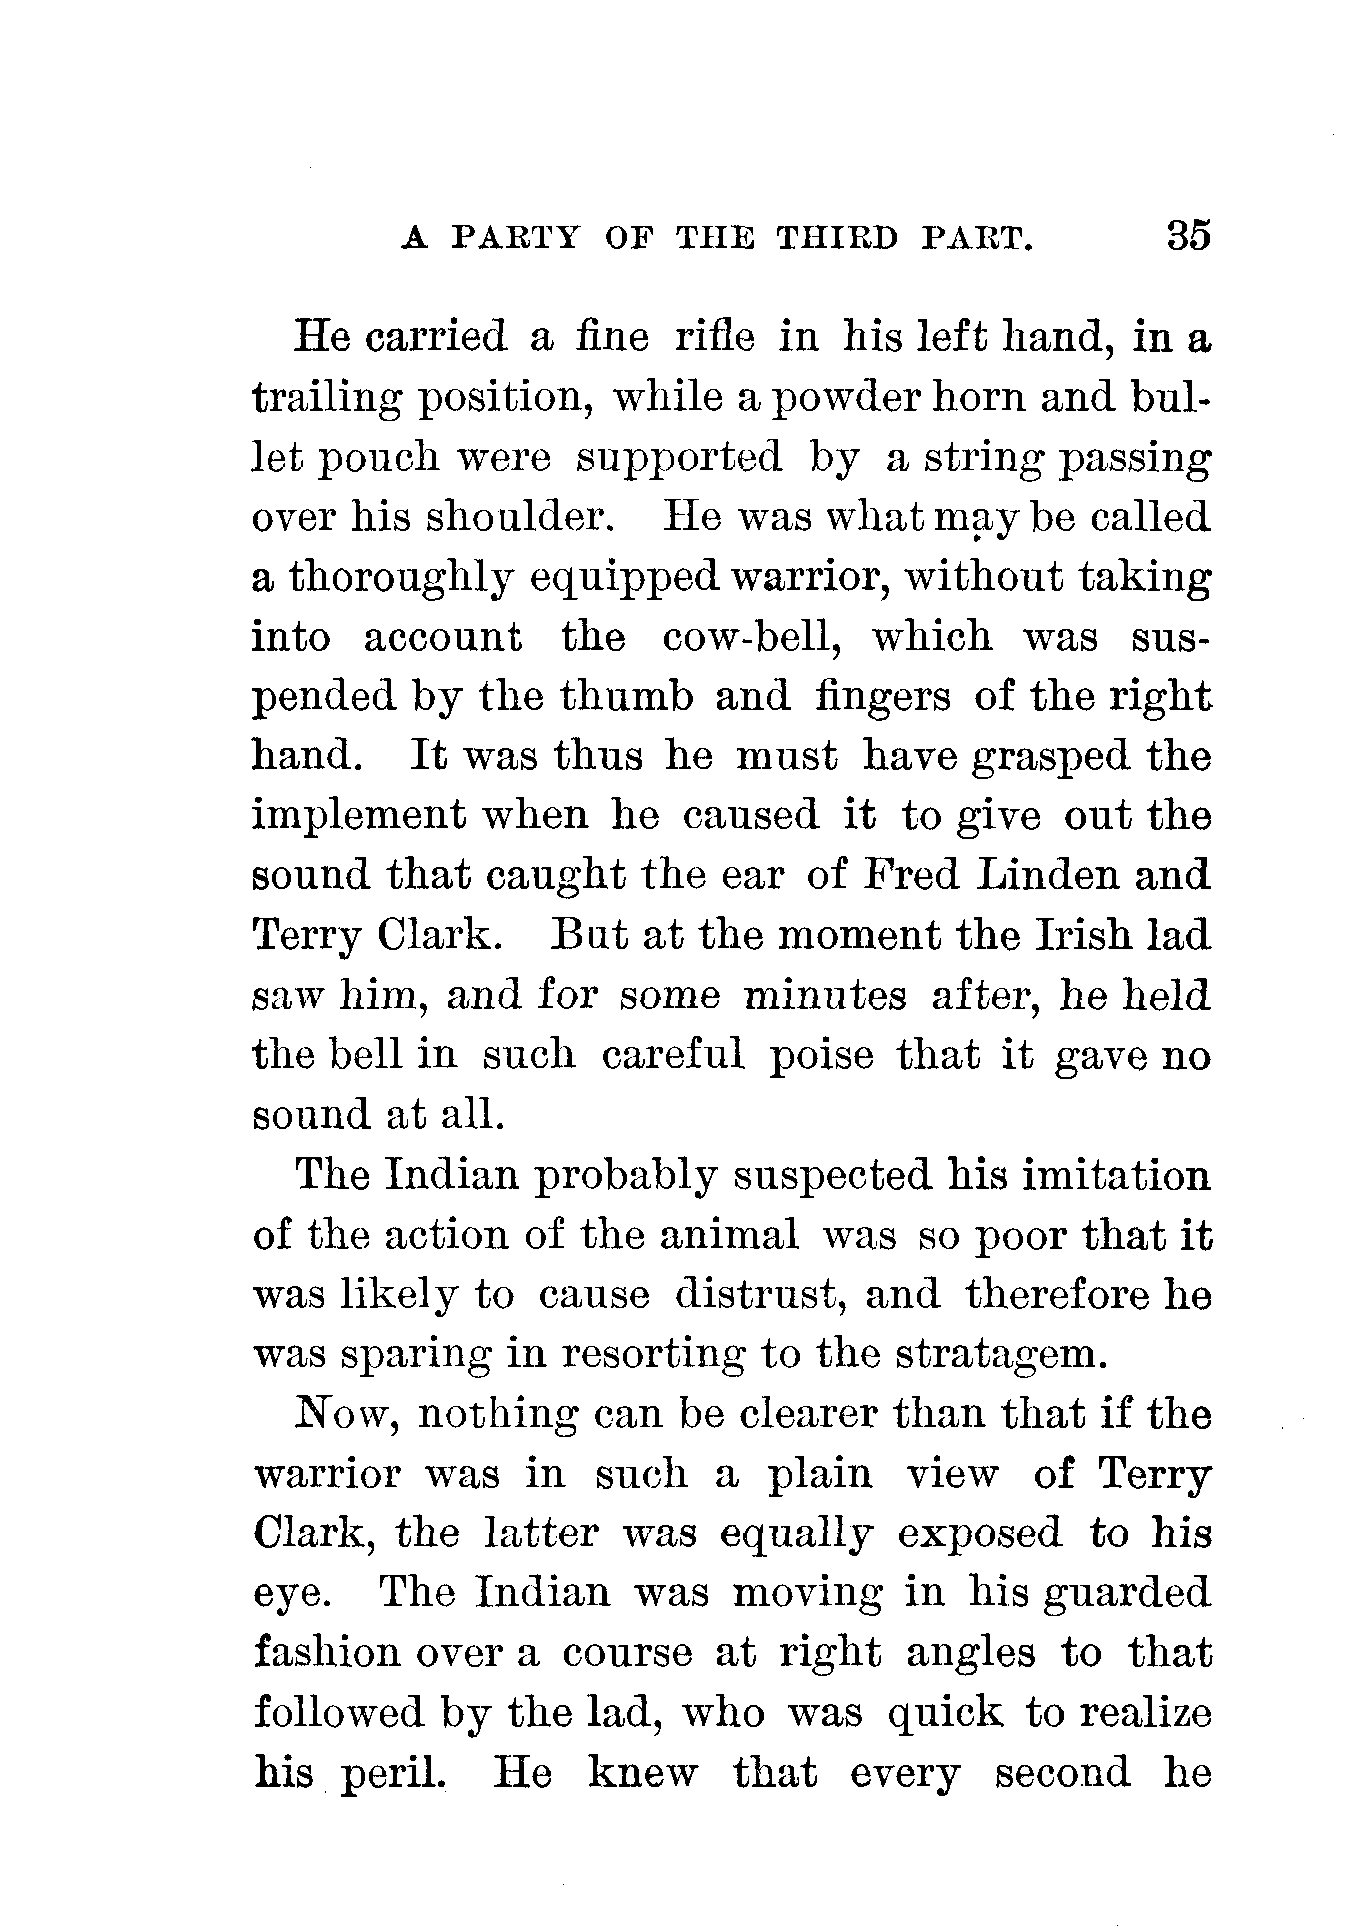 A PARTY OF THE THIRD PART. 35
He carried a fine rifle in his left hand, in a
trailing position, while a powder horn and bul-
let pouch were supported by a string passing
over his shoulder. He was what may be called
a thoroughly equipped warrior, without taking
into account the cow-bell, which was sus-
pended by the thumb and fingers of the right
hand. It was thus he must have grasped the
implement when he caused it to give out the
sound that caught the ear of Fred Linden and
Terry Clark. But at the moment the Irish lad
saw him, and for some minutes after, he held
the bell in such careful poise that it gave no
sound at all.
The Indian probably suspected his imitation
of the action of the animal was so poor that it
was likely to cause distrust, and therefore he
was sparing in resorting to the stratagem.
Now, nothing can be clearer than that if the
warrior was in such a plain view of Terry
Clark, the latter was equally exposed to his
eye. The Indian was moving in his guarded
fashion over a course at right angles to that
followed by the lad, who was quick to realize
his peril. He knew that every second he